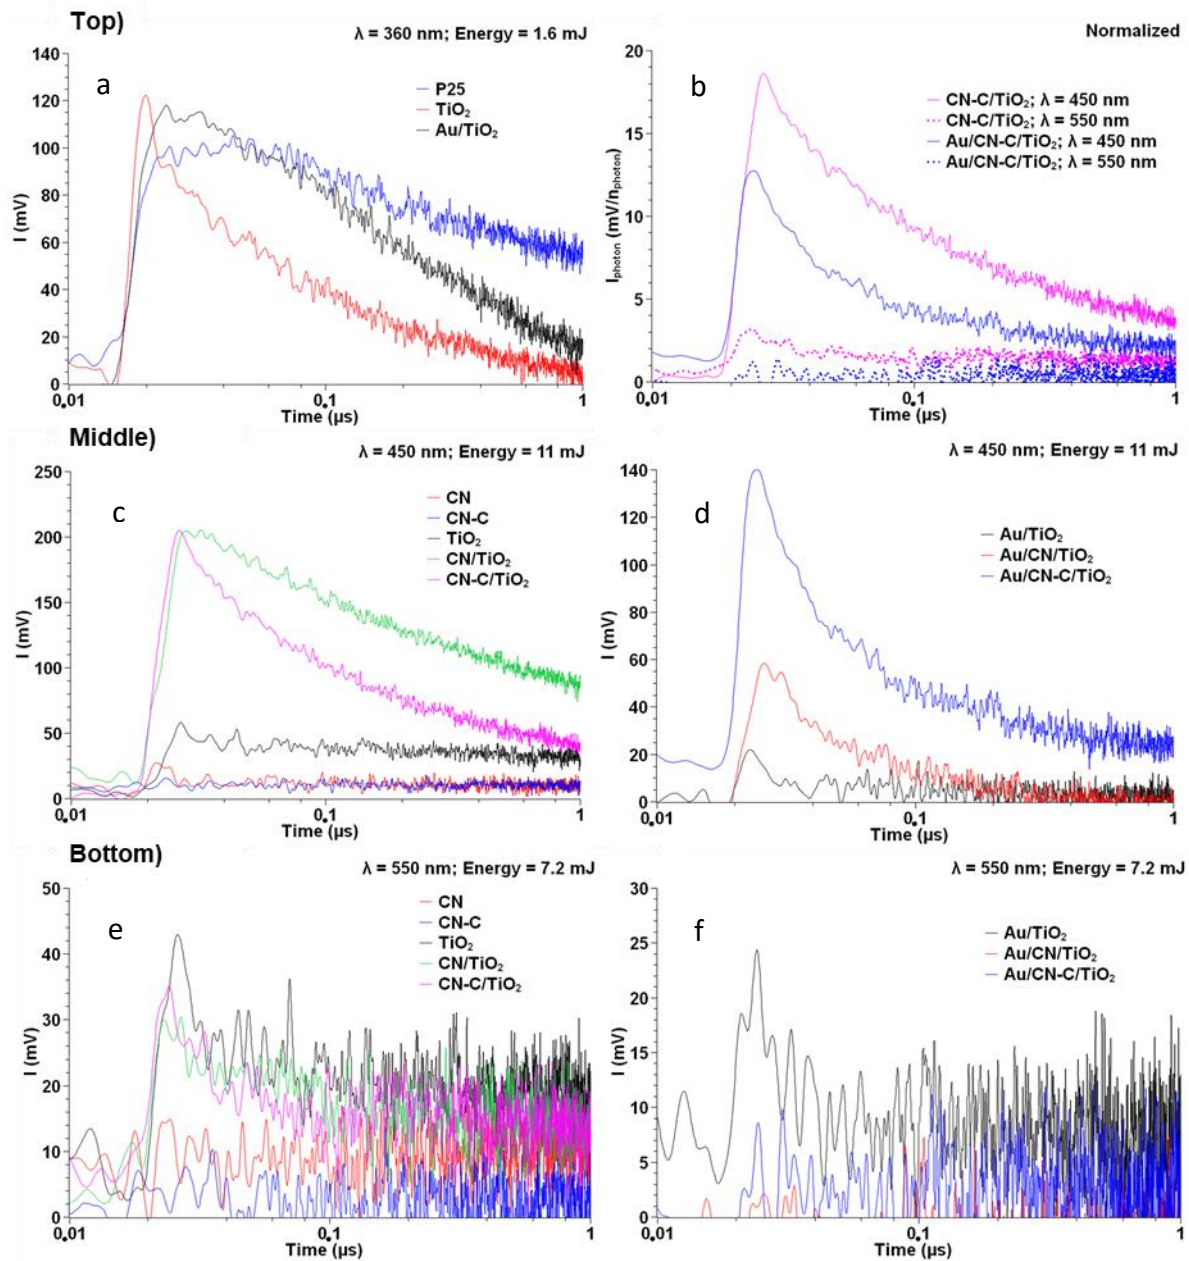 Top)
λ = 360 nm; Energy = 1.6 mJ
a
P25
TiO₂
Au/TiO₂
I (mV)
140
120
100
80
60
40
20
0
0.01
0.1
1
Time (µs)
Normalized
b
CN-C/TiO₂; λ = 450 nm
CN-C/TiO₂; λ = 550 nm
Au/CN-C/TiO₂; λ = 450 nm
Au/CN-C/TiO₂; λ = 550 nm
Iphoton (mV/nphoton)
20
15
10
5
0
0.01
0.1
1
Time (µs)
Middle)
λ = 450 nm; Energy = 11 mJ
c
CN
CN-C
TiO₂
CN/TiO₂
CN-C/TiO₂
I (mV)
250
200
150
100
50
0
0.01
0.1
1
Time (µs)
λ = 450 nm; Energy = 11 mJ
d
Au/TiO₂
Au/CN/TiO₂
Au/CN-C/TiO₂
I (mV)
140
120
100
80
60
40
20
0
0.01
0.1
1
Time (µs)
Bottom)
λ = 550 nm; Energy = 7.2 mJ
e
CN
CN-C
TiO₂
CN/TiO₂
CN-C/TiO₂
I (mV)
50
40
30
20
10
0
0.01
0.1
1
Time (µs)
λ = 550 nm; Energy = 7.2 mJ
f
Au/TiO₂
Au/CN/TiO₂
Au/CN-C/TiO₂
I (mV)
30
25
20
15
10
5
0
0.01
0.1
1
Time (µs)